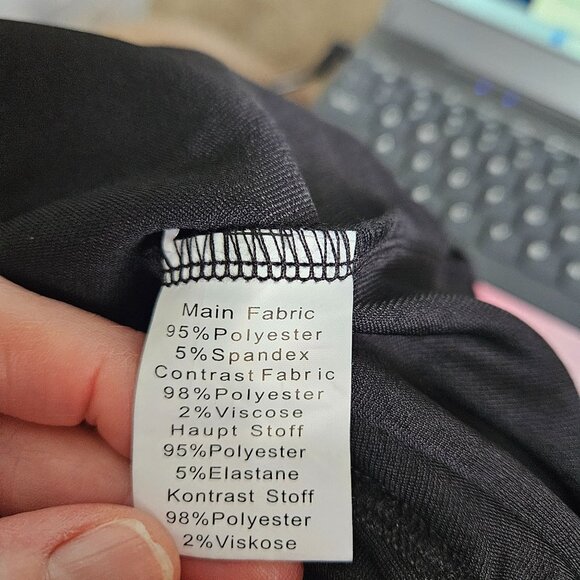 Main Fabric
95%Polyester
5%Spandex
Contrast Fabric
98%Polyester
2%Viscose
Haupt Stoff
95%Polyester
5%Elastane
Kontrast Stoff
98%Polyester
2%Viskose